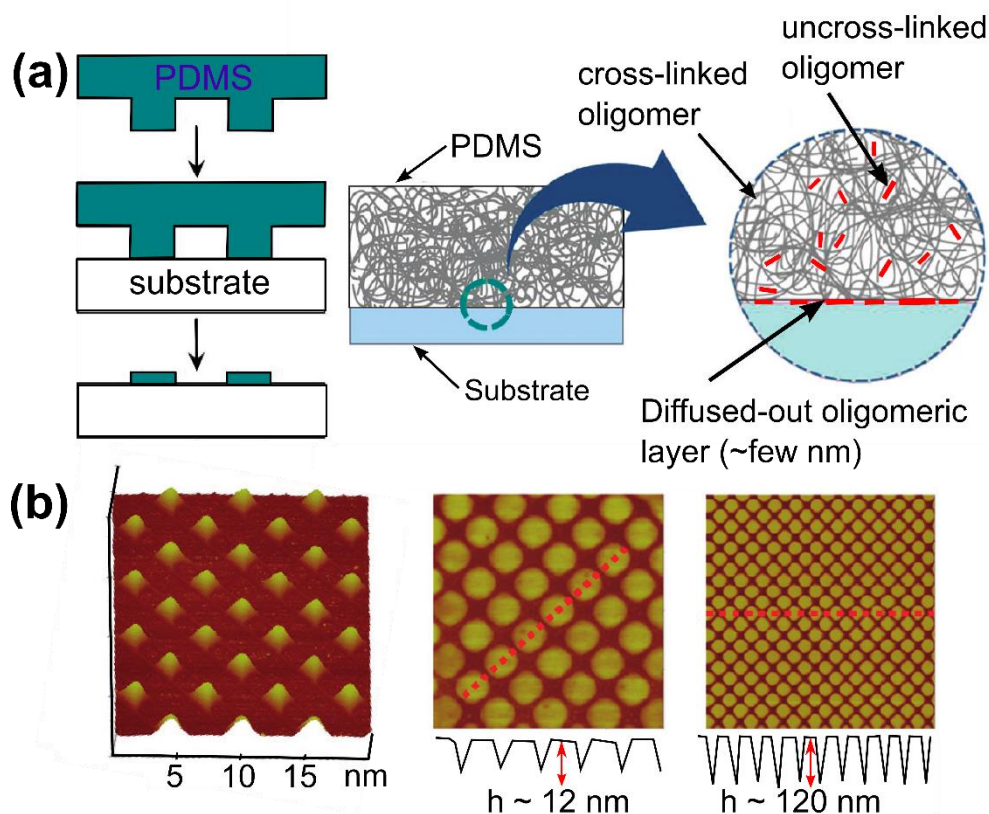 (a)
PDMS
substrate
PDMS
Substrate
cross-linked
oligomer
uncross-linked
oligomer
Diffused-out oligomeric
layer (~few nm)
(b)
5 10 15 nm
h ~ 12 nm
h ~ 120 nm